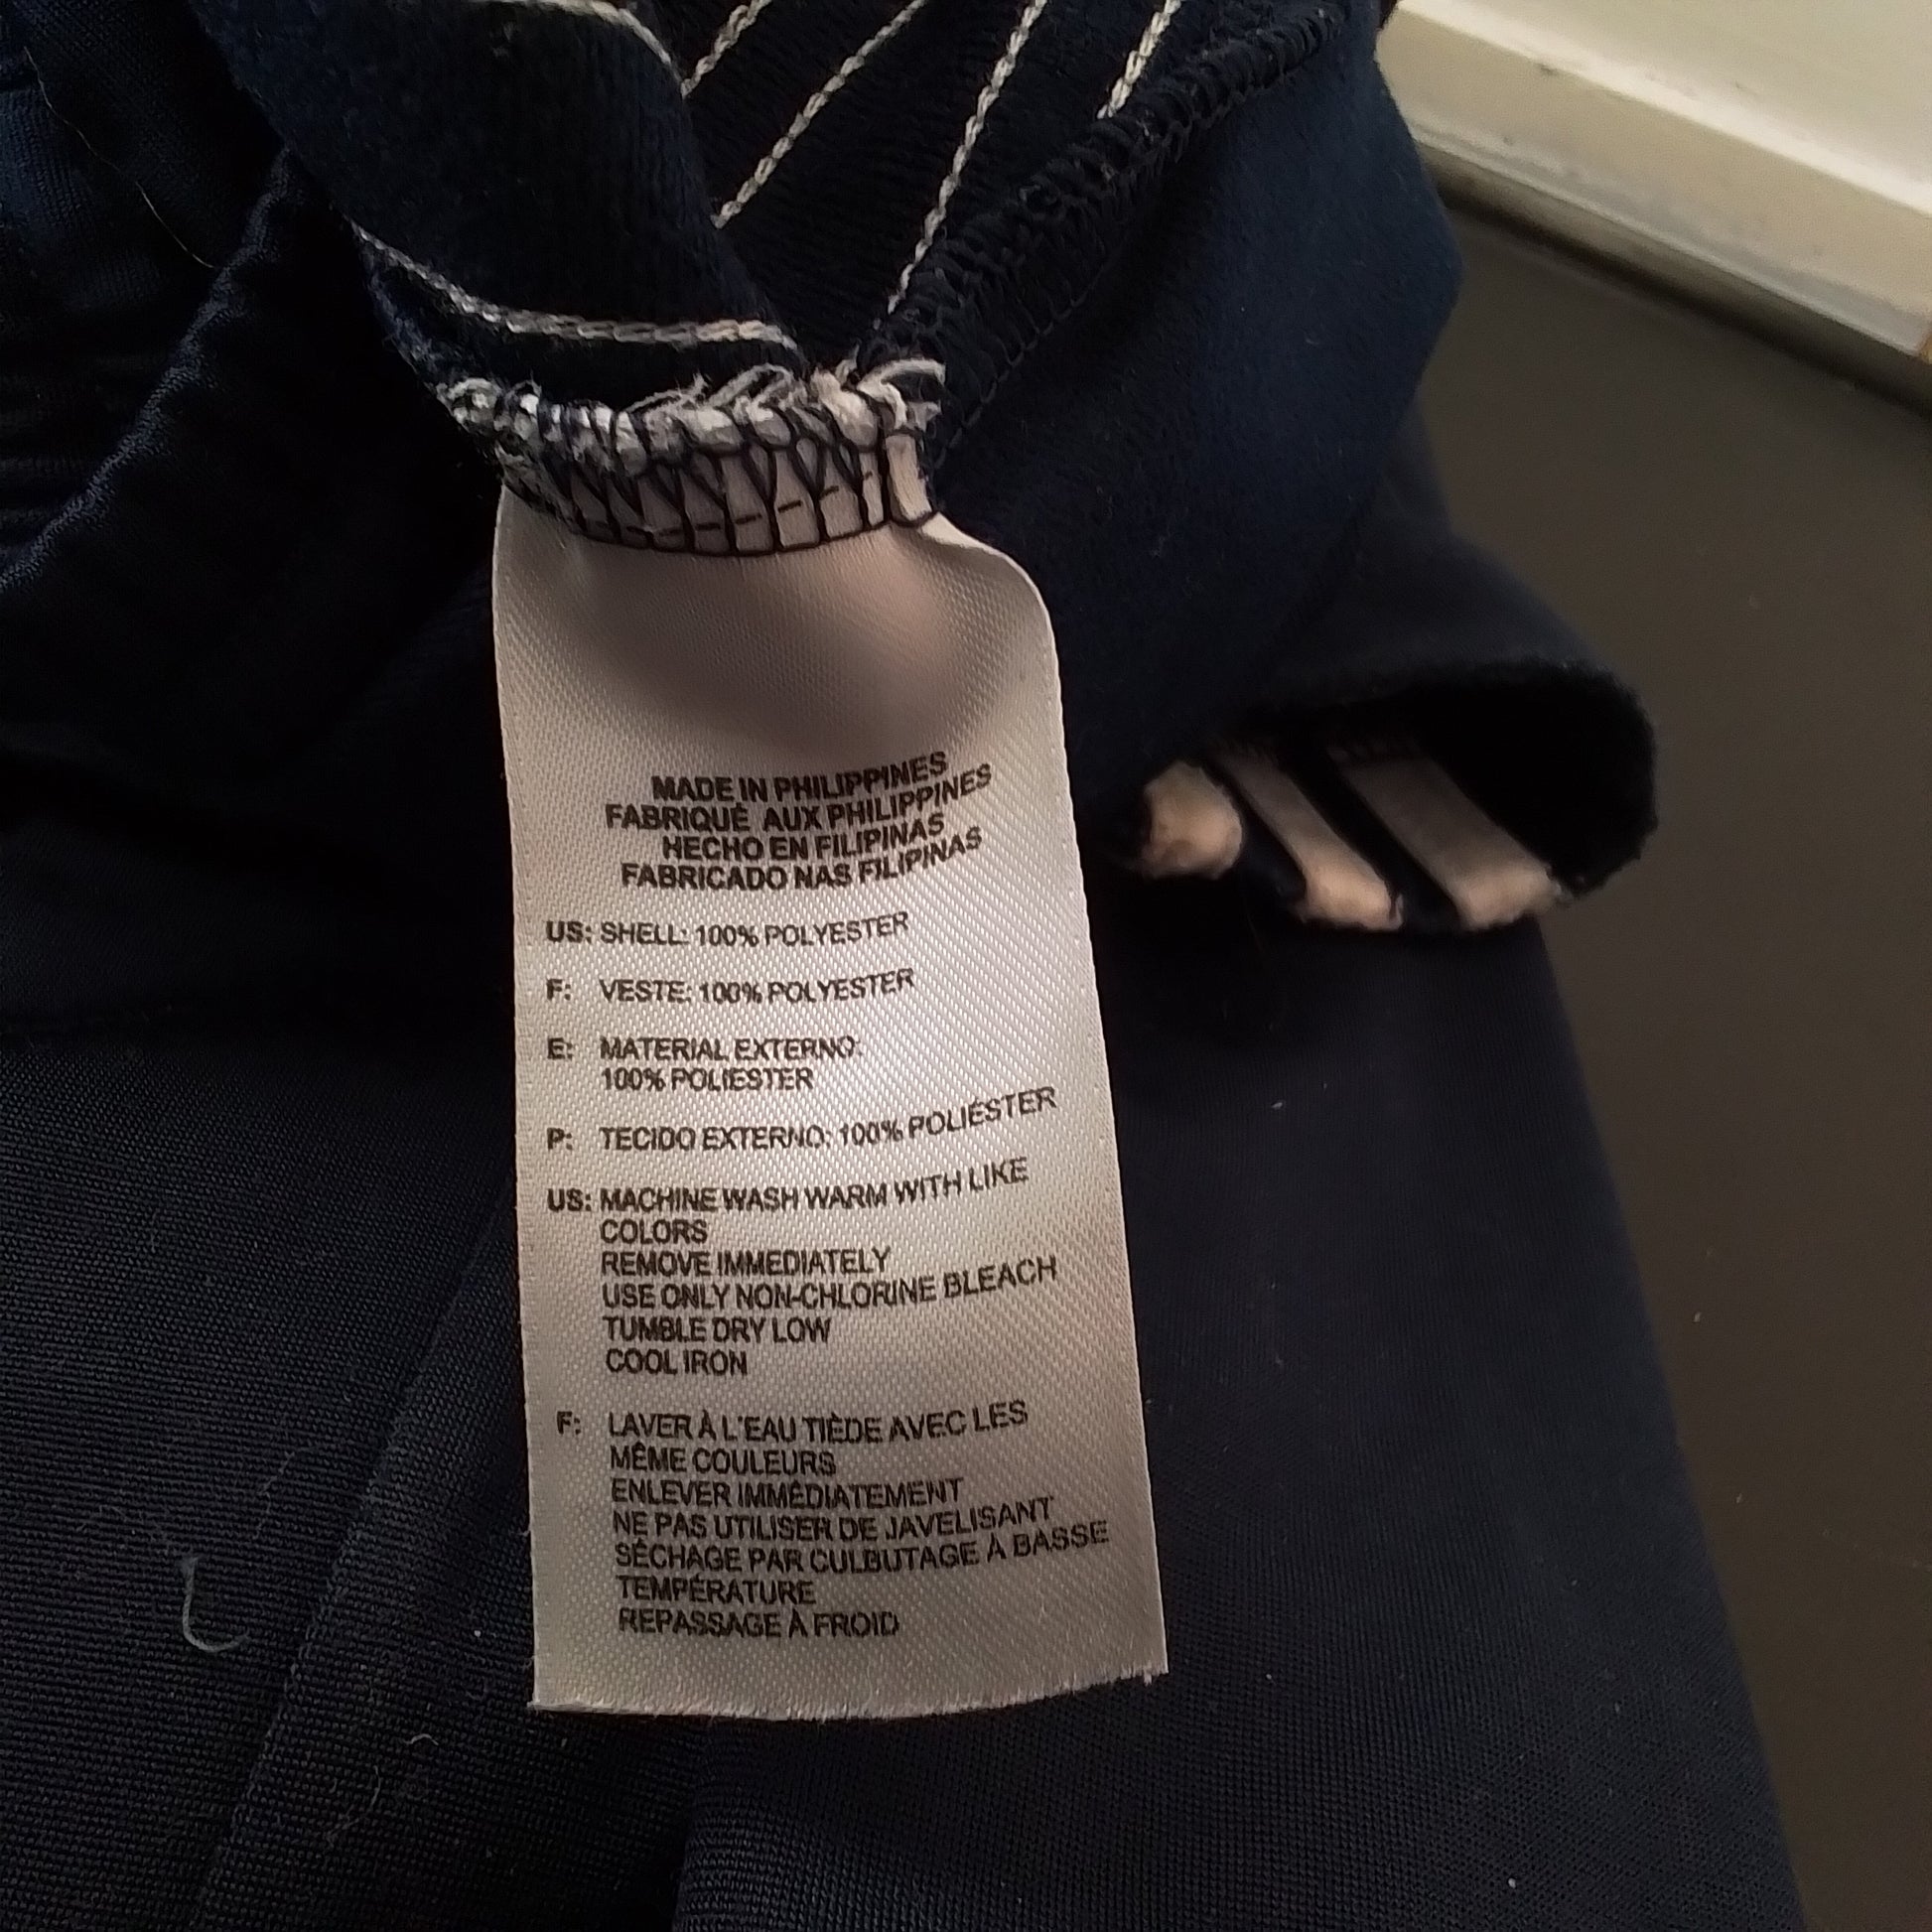 MADE IN PHILIPPINES
FABRIQUÉ AUX PHILIPPINES
HECHO EN FILIPINAS
FABRICADO NAS FILIPINAS
US: SHELL: 100% POLYESTER
F: VESTE: 100% POLYESTER
E: MATERIAL EXTERNO:
100% POLIESTER
P: TECIDO EXTERNO: 100% POLIÉSTER
US: MACHINE WASH WARM WITH LIKE
COLORS
REMOVE IMMEDIATELY
USE ONLY NON-CHLORINE BLEACH
TUMBLE DRY LOW
COOL IRON
F: LAVER À L'EAU TIÈDE AVEC LES
MÊME COULEURS
ENLEVER IMMÉDIATEMENT
NE PAS UTILISER DE JAVELISANT
SÉCHAGE PAR CULBUTAGE À BASSE
TEMPÉRATURE
REPASSAGE À FROID